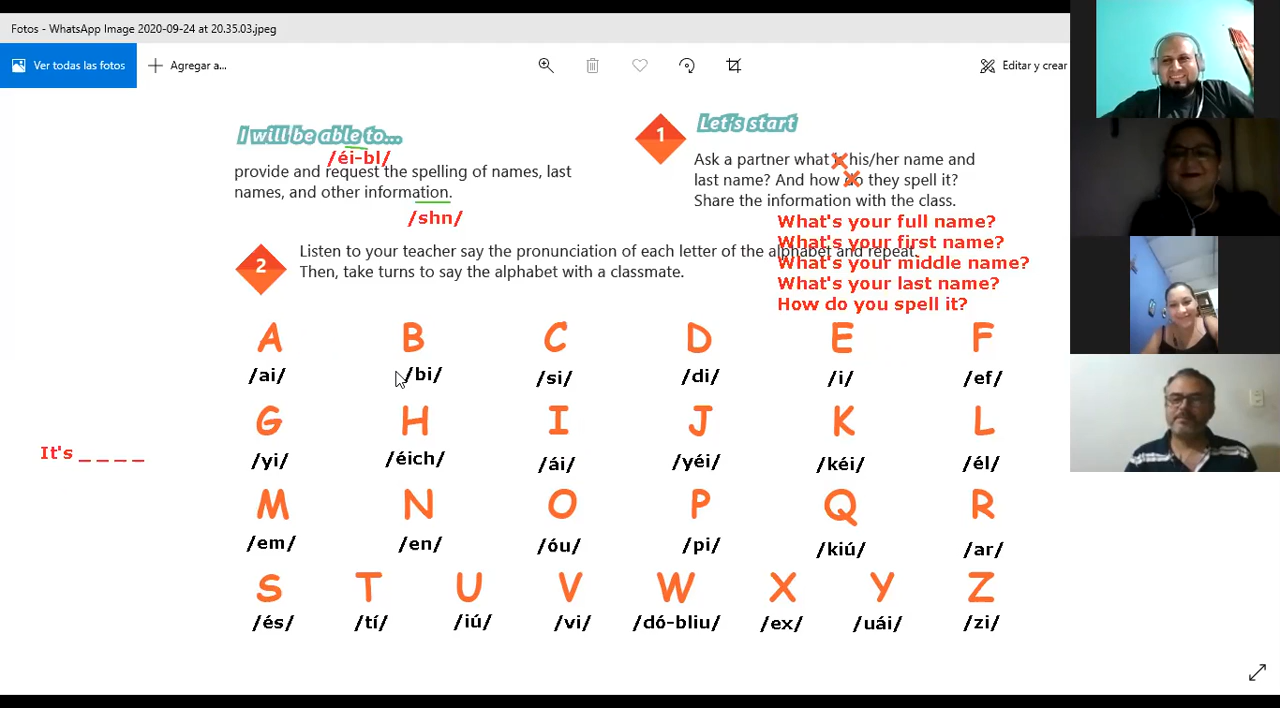 Fotos - WhatsApp Image 2020-09-24 at 20.35.03.jpeg
Ver todas las fotos
Agregar a...
Editar y crear
I will be able to...
/éi-bl/
provide and request the spelling of names, last
names, and other information.
/shn/
1
Let's start
Ask a partner what is his/her name and
last name? And how do they spell it?
Share the information with the class.
What's your full name?
What's your first name?
What's your middle name?
What's your last name?
How do you spell it?
2
Listen to your teacher say the pronunciation of each letter of the alphabet and repeat.
Then, take turns to say the alphabet with a classmate.
A B C D E F
/ai/ /bi/ /si/ /di/ /i/ /ef/
G H I J K L
It's _ _ _ _
/yi/ /éich/ /ái/ /yéi/ /kéi/ /él/
M N O P Q R
/em/ /en/ /óu/ /pi/ /kiú/ /ar/
S T U V W X Y Z
/és/ /tí/ /iú/ /vi/ /dó-bliu/ /ex/ /uái/ /zi/